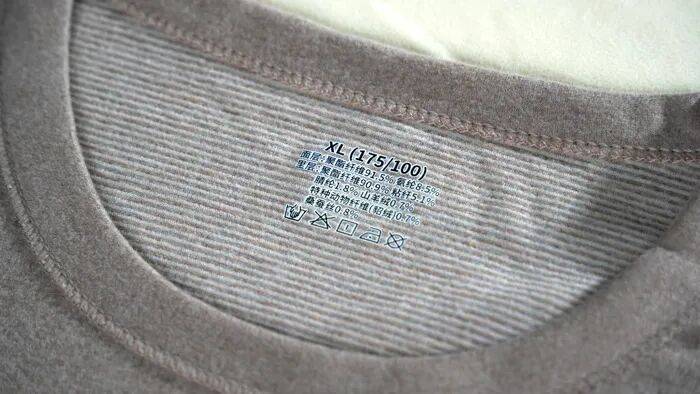 XL (175/100)
面层:聚酯纤维91.5% 氨纶8.5%
里层:聚酯纤维90.9% 粘纤5.1%
腈纶1.8% 山羊绒0.7%
特种动物纤维(貂绒)0.7%
桑蚕丝0.8%